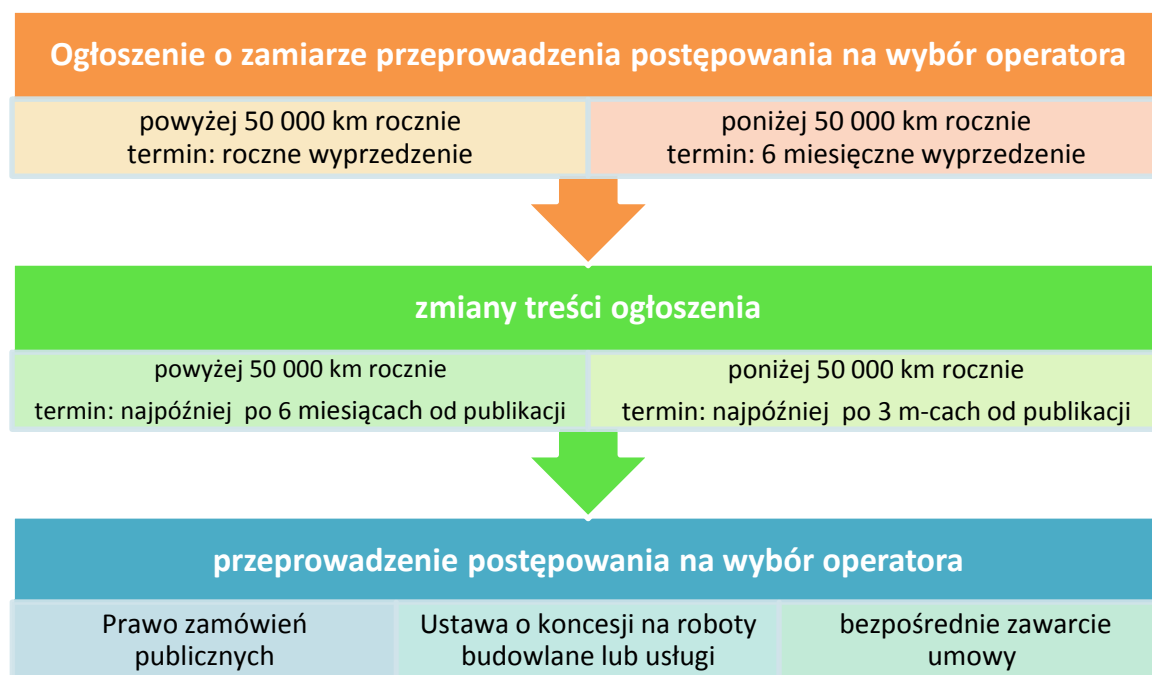 Ogłoszenie o zamiarze przeprowadzenia postępowania na wybór operatora
powyżej 50 000 km rocznie
termin: roczne wyprzedzenie
poniżej 50 000 km rocznie
termin: 6 miesięczne wyprzedzenie
zmiany treści ogłoszenia
powyżej 50 000 km rocznie
termin: najpóźniej po 6 miesiącach od publikacji
poniżej 50 000 km rocznie
termin: najpóźniej po 3 m-cach od publikacji
przeprowadzenie postępowania na wybór operatora
Prawo zamówień
publicznych
Ustawa o koncesji na roboty
budowlane lub usługi
bezpośrednie zawarcie
umowy